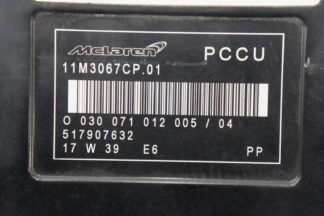 McLaren PCCU
11M3067CP.01
O 030 071 012 005 / 04
517907632
17 W 39 E6 PP